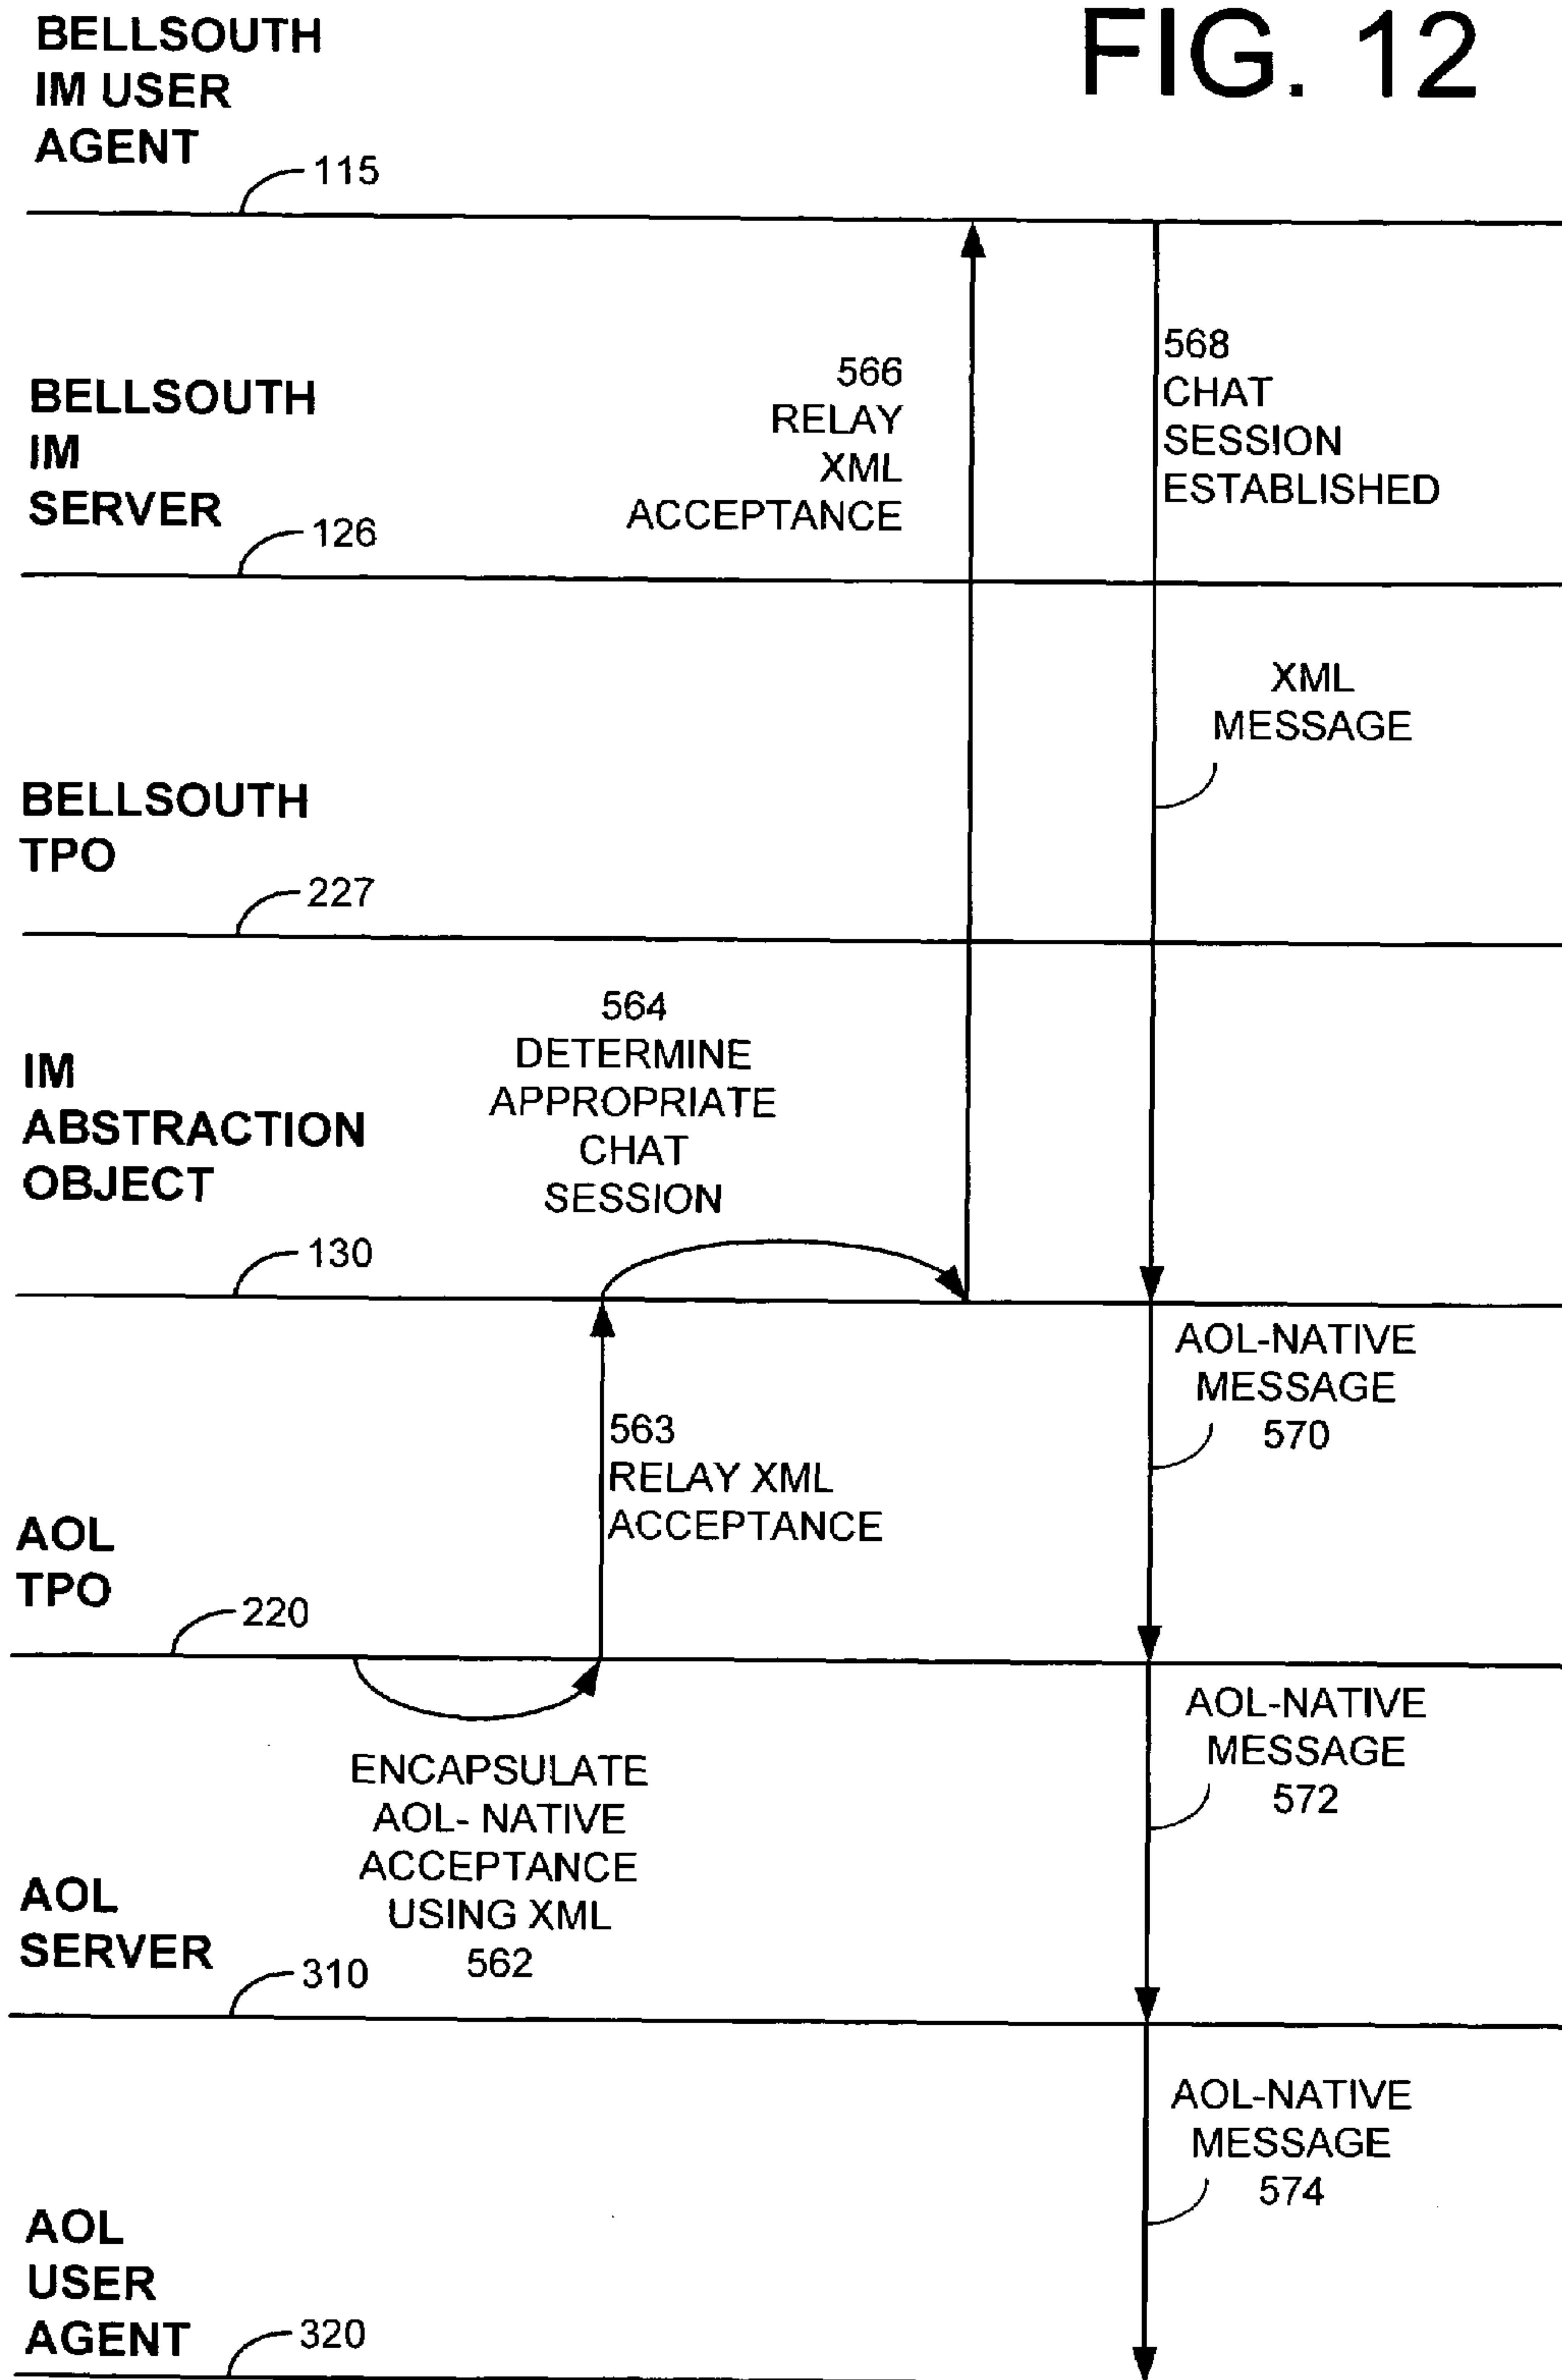 FIG. 12
BELLSOUTH
IM USER
AGENT
115
566
RELAY
XML
ACCEPTANCE
568
CHAT
SESSION
ESTABLISHED
BELLSOUTH
IM
SERVER
126
XML
MESSAGE
BELLSOUTH
TPO
227
564
DETERMINE
APPROPRIATE
CHAT
SESSION
IM
ABSTRACTION
OBJECT
130
AOL-NATIVE
MESSAGE
570
563
RELAY XML
ACCEPTANCE
AOL
TPO
220
AOL-NATIVE
MESSAGE
572
ENCAPSULATE
AOL- NATIVE
ACCEPTANCE
USING XML
562
AOL
SERVER
310
AOL-NATIVE
MESSAGE
574
AOL
USER
AGENT
320